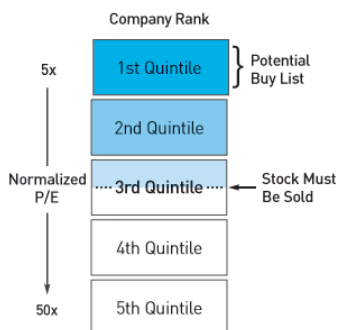 Company Rank
5x
1st Quintile
Potential
Buy List
2nd Quintile
Normalized
P/E
3rd Quintile
Stock Must
Be Sold
4th Quintile
50x
5th Quintile